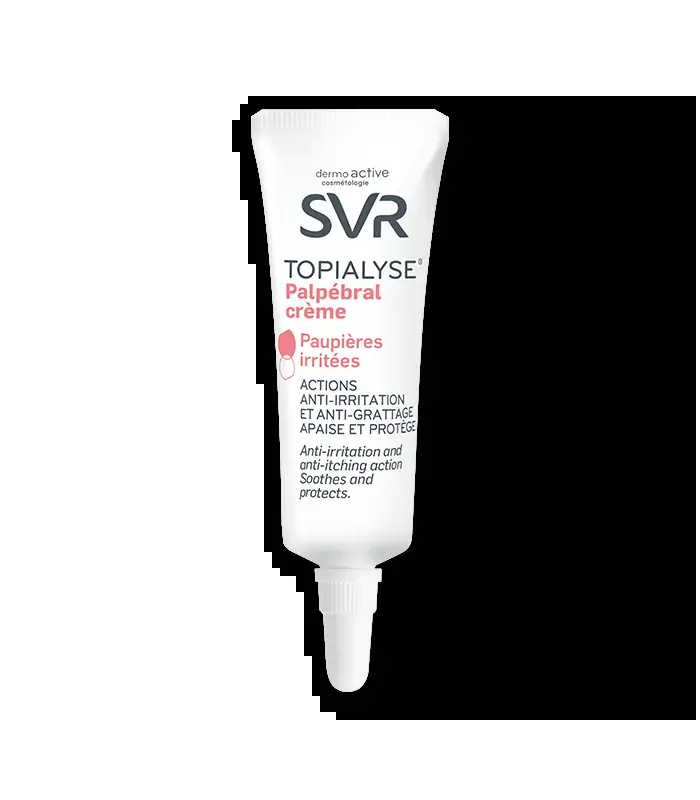 dermo active
cosmétologie
SVR
TOPIALYSE®
Palpébral
crème
Paupières
irritées
ACTIONS
ANTI-IRRITATION
ET ANTI-GRATTAGE
APAISE ET PROTÈGE
Anti-irritation and
anti-itching action
Soothes and
protects.